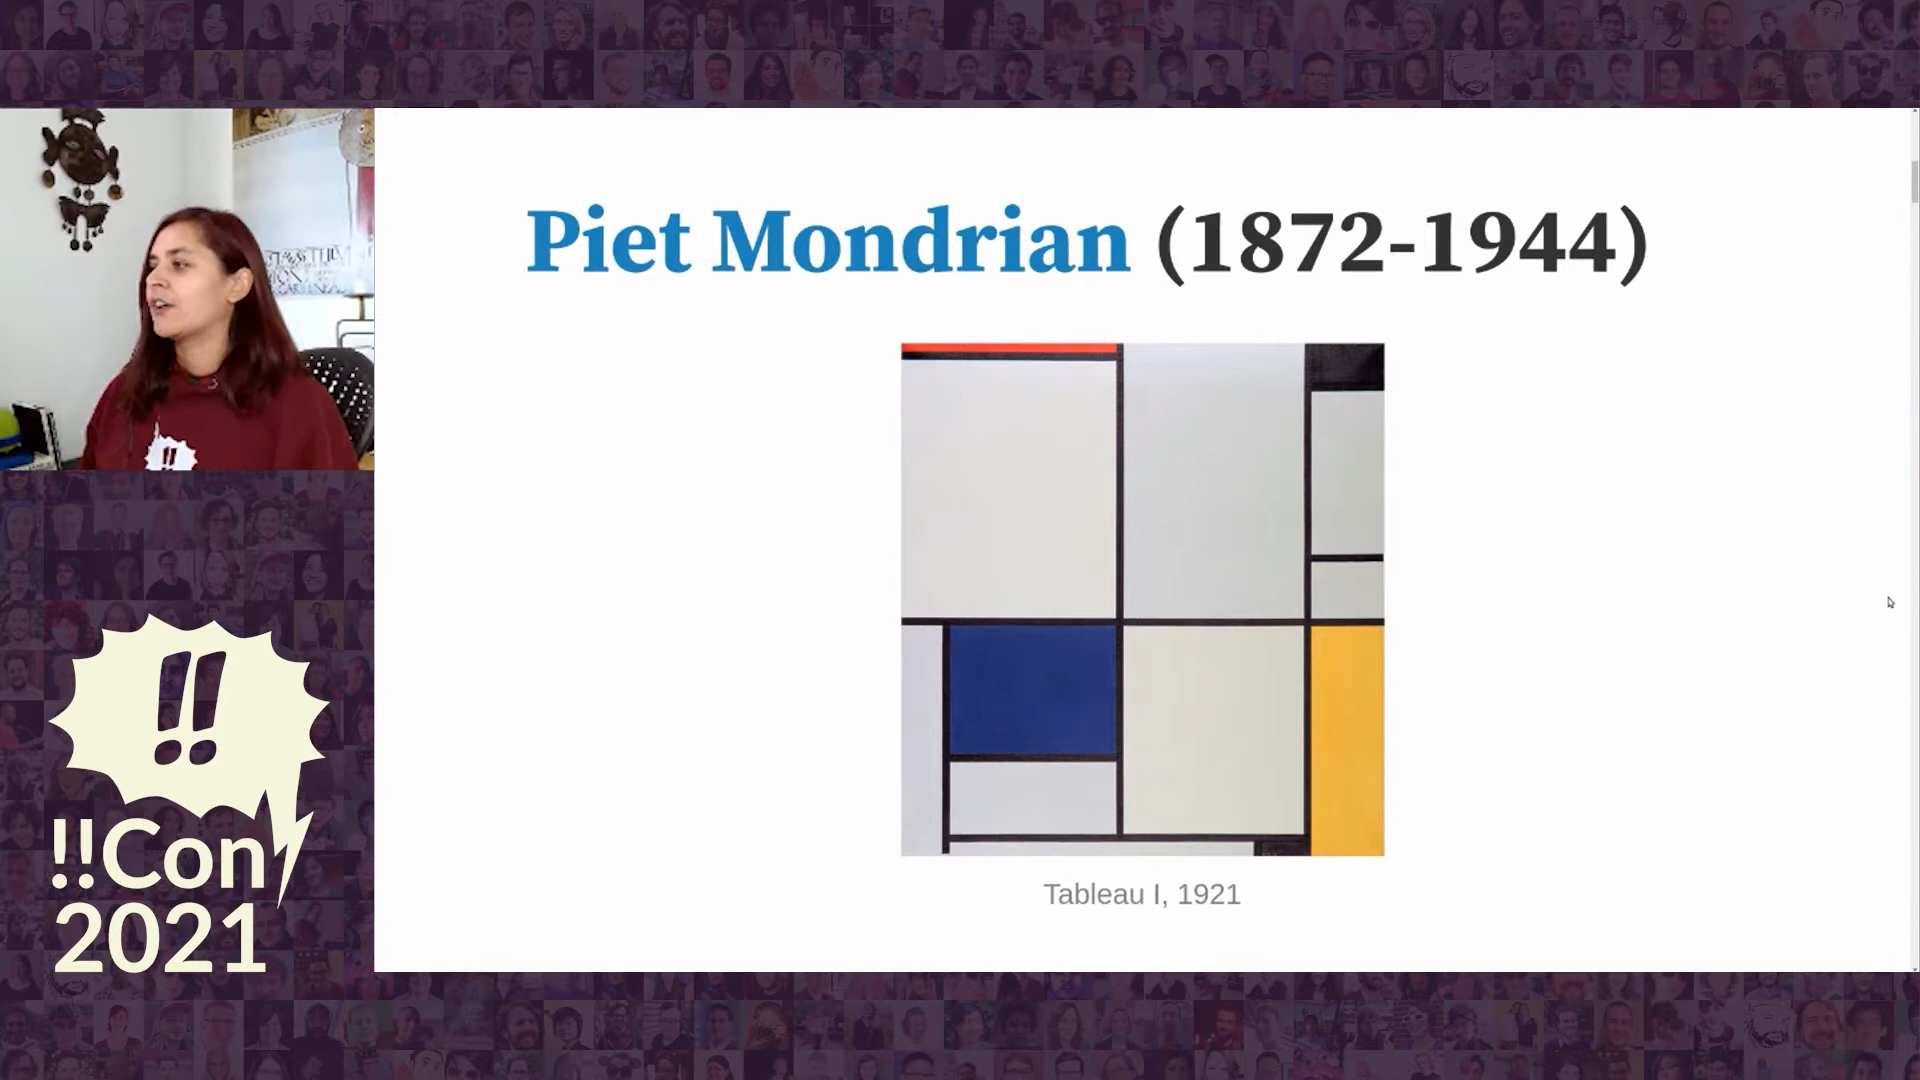 Piet Mondrian (1872-1944)
Tableau I, 1921
!!
!!
!!Con
2021